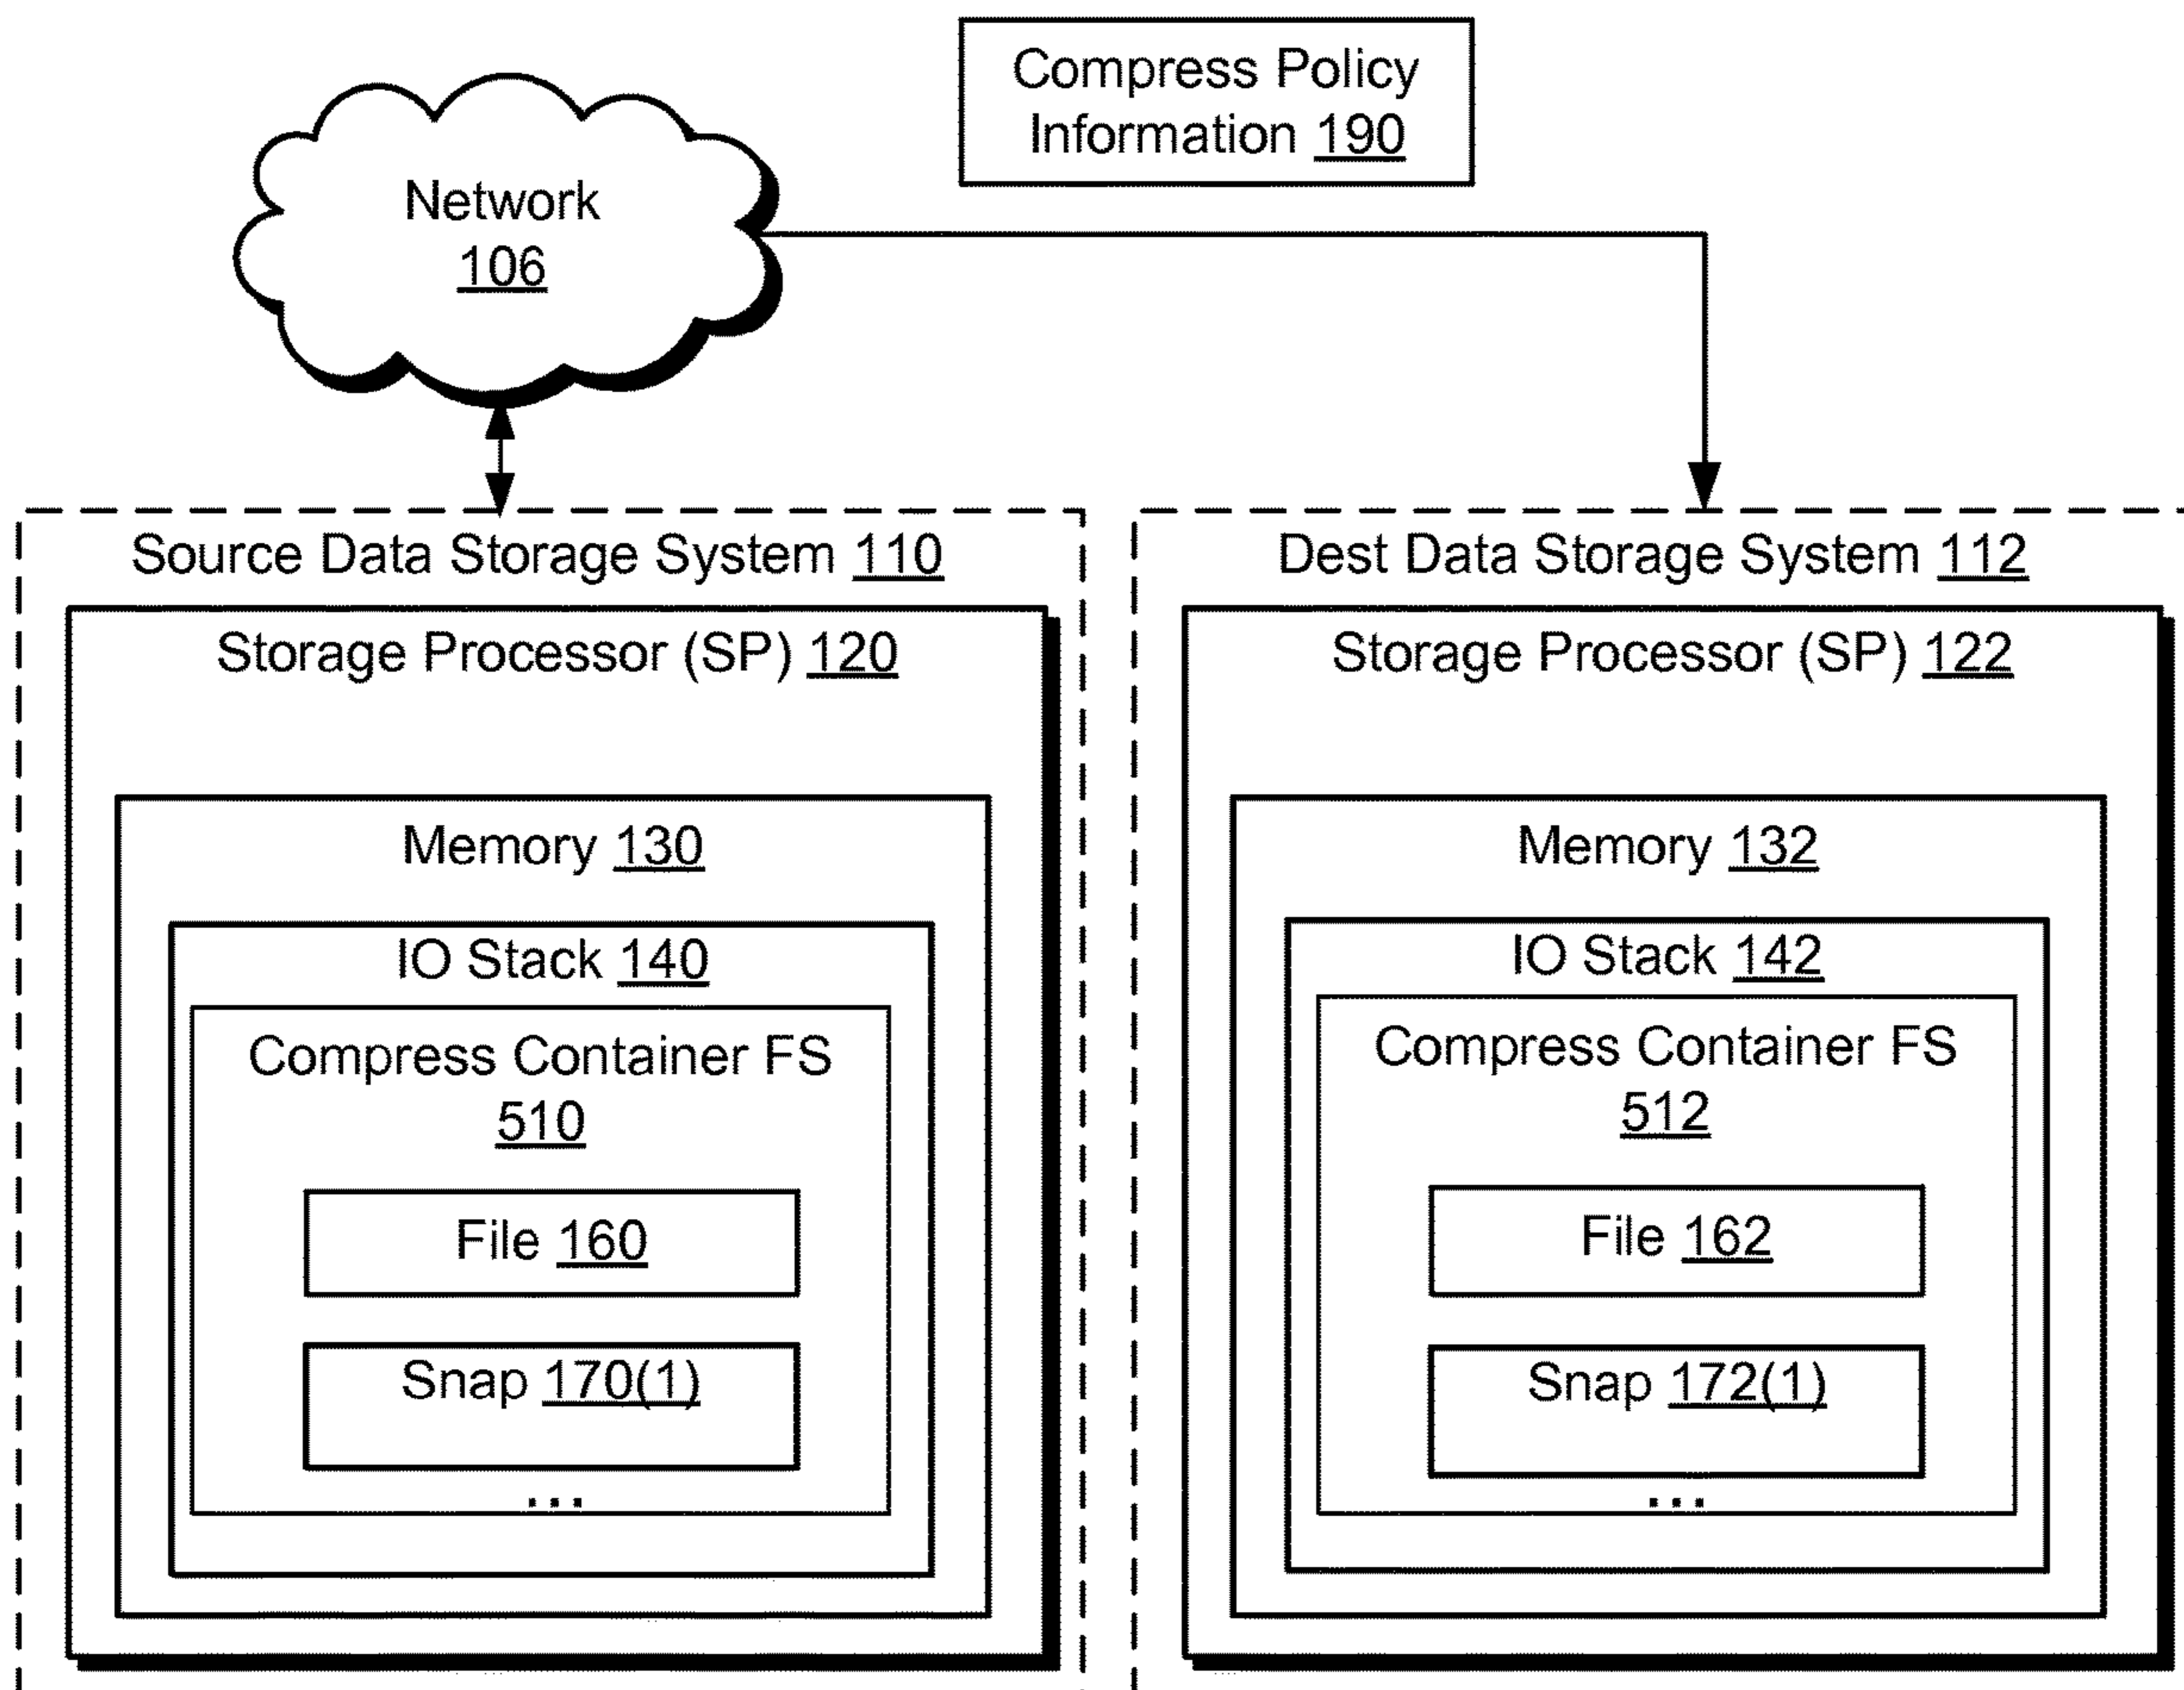 Compress Policy
Information 190
Network
106
Source Data Storage System 110
Storage Processor (SP) 120
Memory 130
IO Stack 140
Compress Container FS
510
File 160
Snap 170(1)
...
Dest Data Storage System 112
Storage Processor (SP) 122
Memory 132
IO Stack 142
Compress Container FS
512
File 162
Snap 172(1)
...